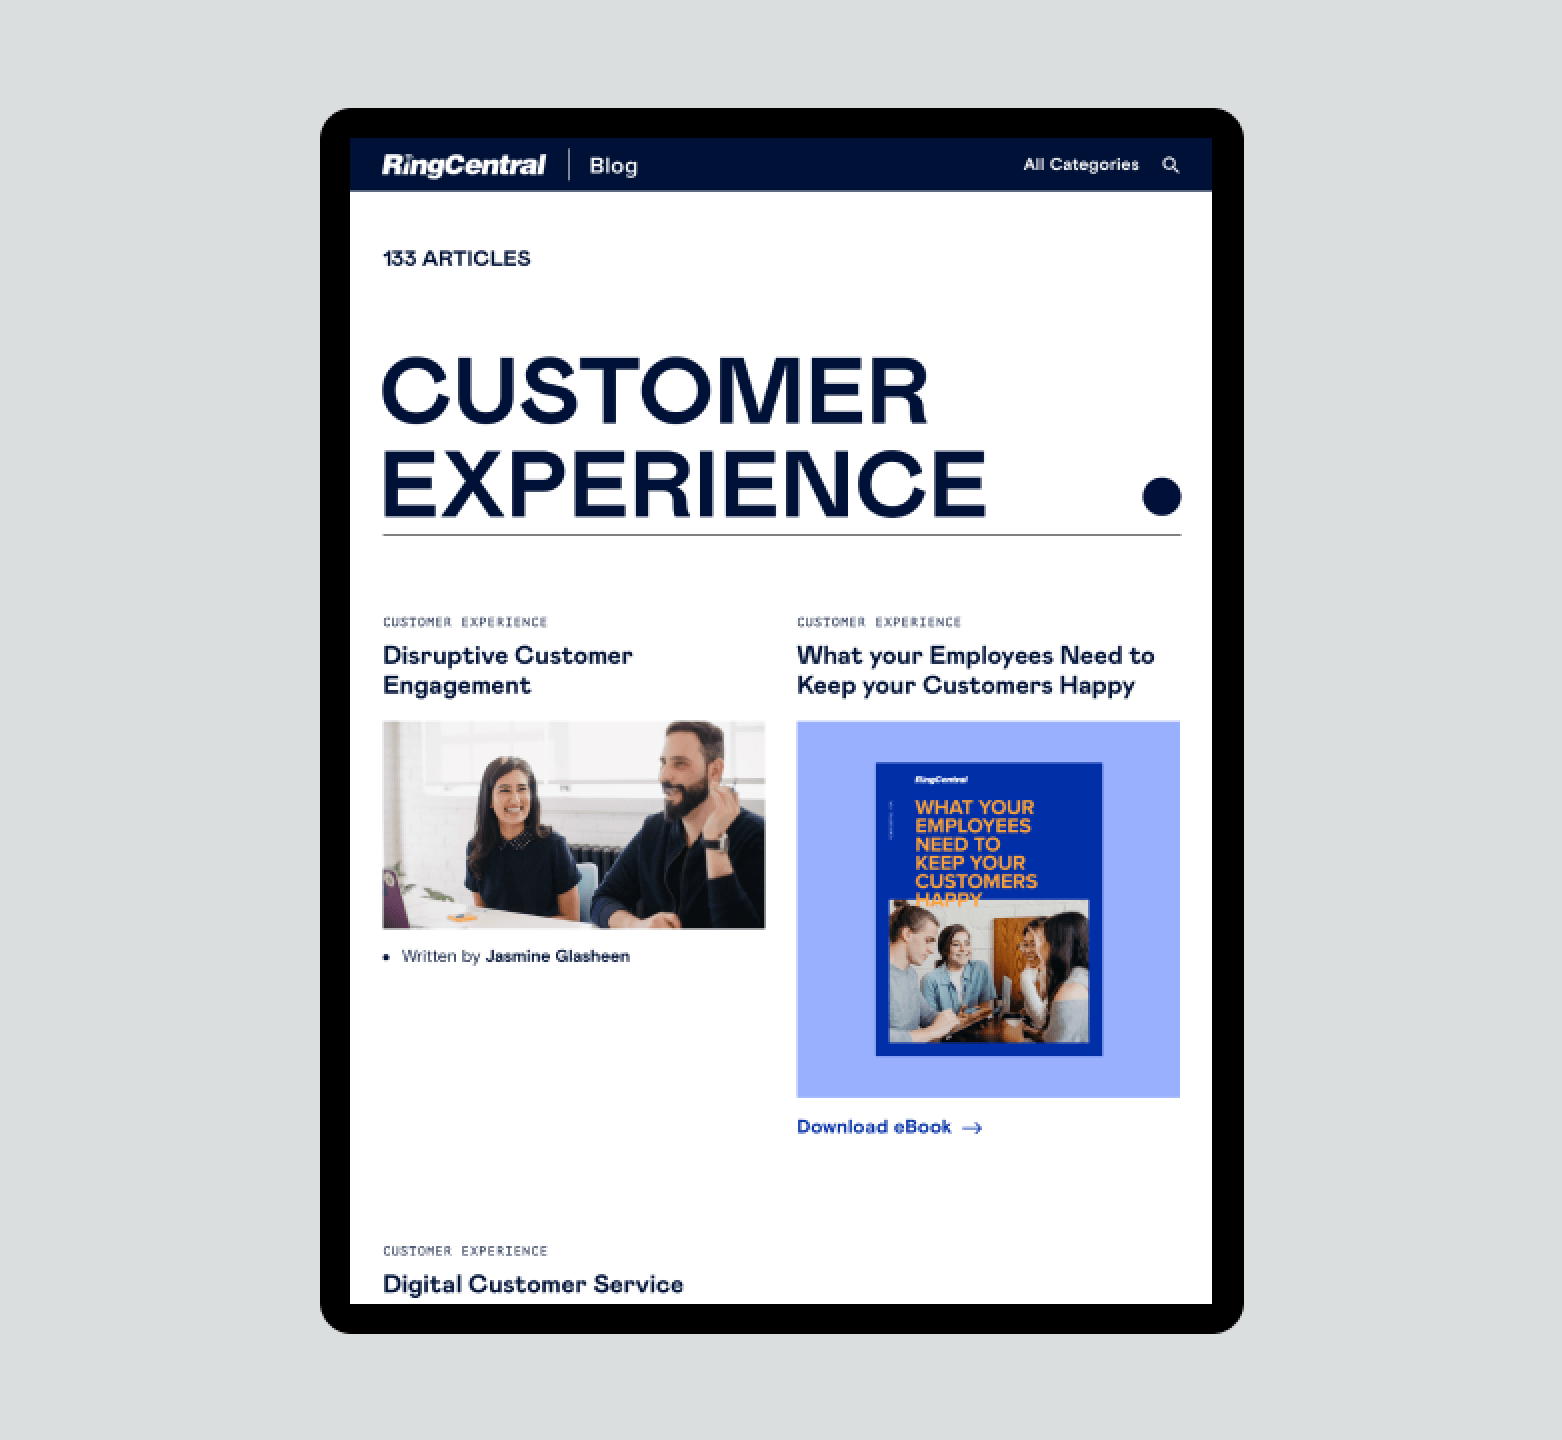 RingCentral
Blog
All Categories
133 ARTICLES
CUSTOMER
EXPERIENCE
CUSTOMER EXPERIENCE
Disruptive Customer
Engagement
Written by Jasmine Glasheen
CUSTOMER EXPERIENCE
What your Employees Need to
Keep your Customers Happy
RingCentral
WHAT YOUR
EMPLOYEES
NEED TO
KEEP YOUR
CUSTOMERS
HAPPY
Download eBook
CUSTOMER EXPERIENCE
Digital Customer Service